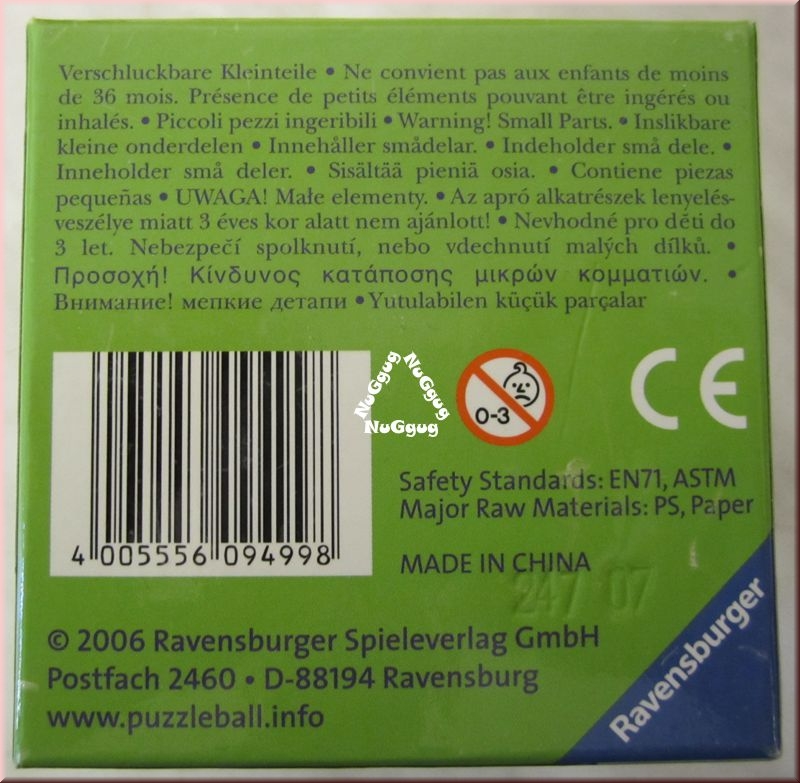 Verschluckbare Kleinteile • Ne convient pas aux enfants de moins
de 36 mois. Présence de petits éléments pouvant être ingérés ou
inhalés. • Piccoli pezzi ingeribili • Warning! Small Parts. • Inslikbare
kleine onderdelen • Innehåller smådelar. • Indeholder små dele. •
Inneholder små deler. • Sisältää pieniä osia. • Contiene piezas
pequeñas • UWAGA! Małe elementy. • Az apró alkatrészek lenyelés-
veszélye miatt 3 éves kor alatt nem ajánlott! • Nevhodné pro děti do
3 let. Nebezpečí spolknutí, nebo vdechnutí malých dílků. •
Προσοχή! Κίνδυνος κατάποσης μικρών κομματιών. •
Внимание! мепкие детапи • Yutulabilen küçük parçalar
NuGgug NuGgug
NuGgug
0-3
CE
4 005556 094998
Safety Standards: EN71, ASTM
Major Raw Materials: PS, Paper
MADE IN CHINA
247 07
© 2006 Ravensburger Spieleverlag GmbH
Postfach 2460 • D-88194 Ravensburg
www.puzzleball.info
Ravensburger